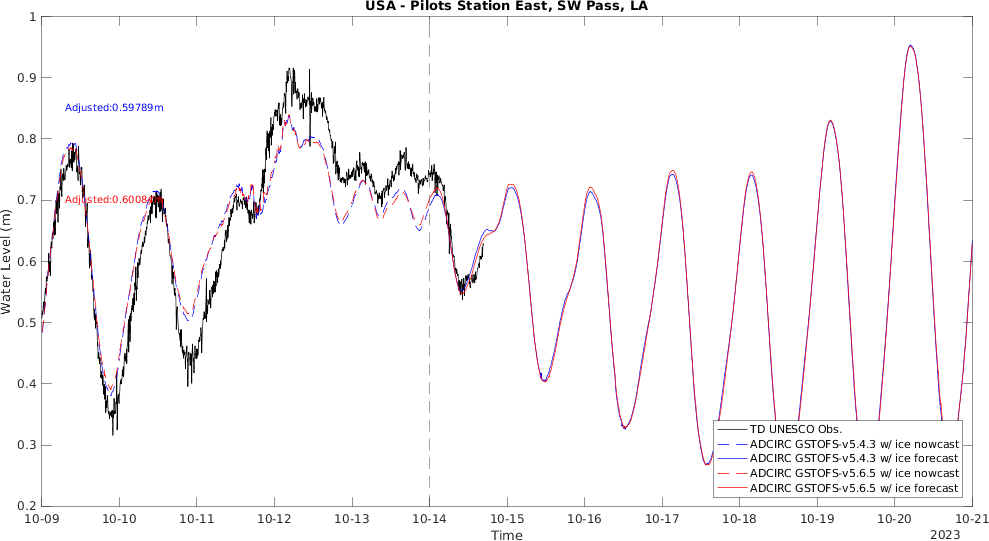 USA - Pilots Station East, SW Pass, LA
1
0.9
0.8
0.7
0.6
0.5
0.4
0.3
0.2
Water Level (m)
Adjusted:0.59789m
TD UNESCO Obs.
ADCIRC GSTOFS-v5.4.3 w/ ice nowcast
ADCIRC GSTOFS-v5.4.3 w/ ice forecast
ADCIRC GSTOFS-v5.6.5 w/ ice nowcast
ADCIRC GSTOFS-v5.6.5 w/ ice forecast
10-09 10-10 10-11 10-12 10-13 10-14 10-15 10-16 10-17 10-18 10-19 10-20 10-21
Time
2023